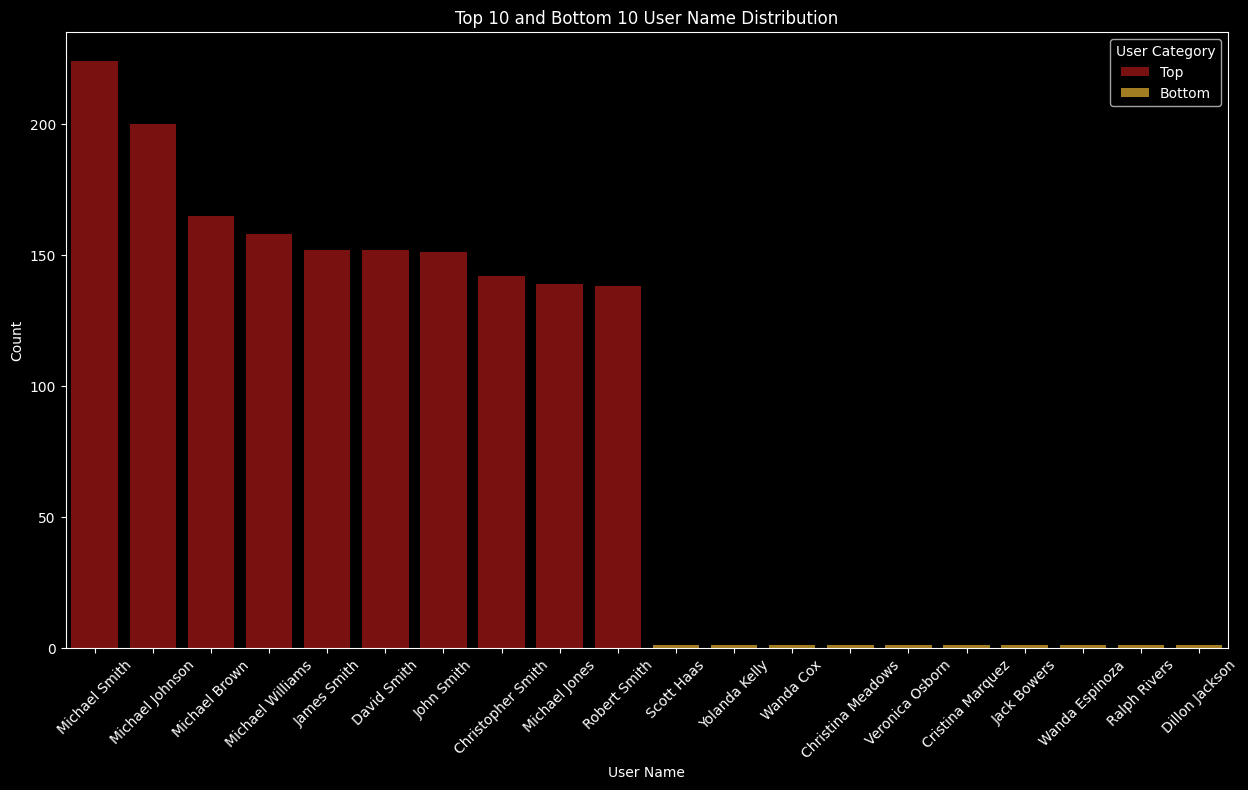 Top 10 and Bottom 10 User Name Distribution
User Category
Top
Bottom
Count
200
150
100
50
0
Michael Smith
Michael Johnson
Michael Brown
Michael Williams
James Smith
David Smith
John Smith
Christopher Smith
Michael Jones
Robert Smith
Scott Haas
Yolanda Kelly
Wanda Cox
Christina Meadows
Veronica Osborn
Cristina Marquez
Jack Bowers
Wanda Espinoza
Ralph Rivers
Dillon Jackson
User Name